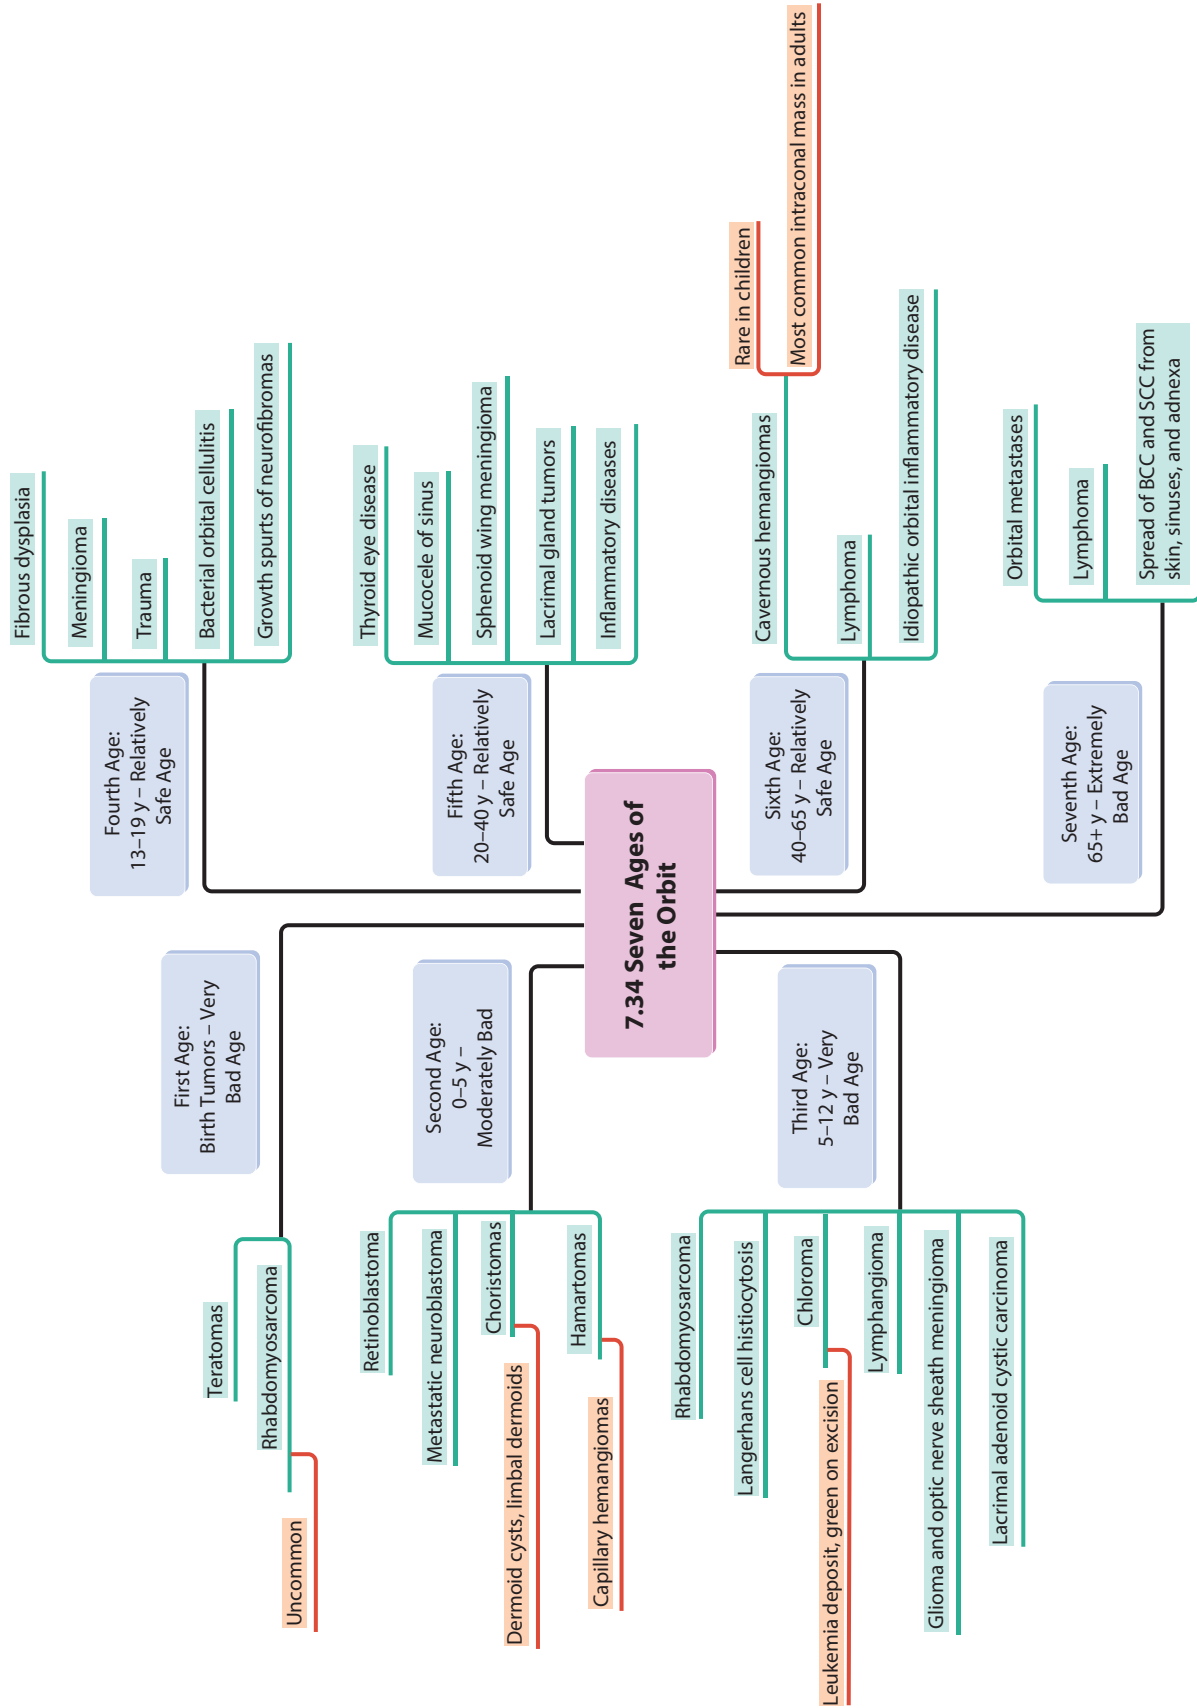 7.34 Seven Ages of
the Orbit
First Age:
Birth Tumors – Very
Bad Age
Teratomas
Rhabdomyosarcoma
Uncommon
Second Age:
0–5 y –
Moderately Bad
Retinoblastoma
Metastatic neuroblastoma
Choristomas
Dermoid cysts, limbal dermoids
Hamartomas
Capillary hemangiomas
Third Age:
5–12 y – Very
Bad Age
Rhabdomyosarcoma
Langerhans cell histiocytosis
Chloroma
Leukemia deposit, green on excision
Lymphangioma
Glioma and optic nerve sheath meningioma
Lacrimal adenoid cystic carcinoma
Fourth Age:
13–19 y – Relatively
Safe Age
Fibrous dysplasia
Meningioma
Trauma
Bacterial orbital cellulitis
Growth spurts of neurofibromas
Fifth Age:
20–40 y – Relatively
Safe Age
Thyroid eye disease
Mucocele of sinus
Sphenoid wing meningioma
Lacrimal gland tumors
Inflammatory diseases
Sixth Age:
40–65 y – Relatively
Safe Age
Cavernous hemangiomas
Rare in children
Most common intraconal mass in adults
Lymphoma
Idiopathic orbital inflammatory disease
Seventh Age:
65+ y – Extremely
Bad Age
Orbital metastases
Lymphoma
Spread of BCC and SCC from
skin, sinuses, and adnexa